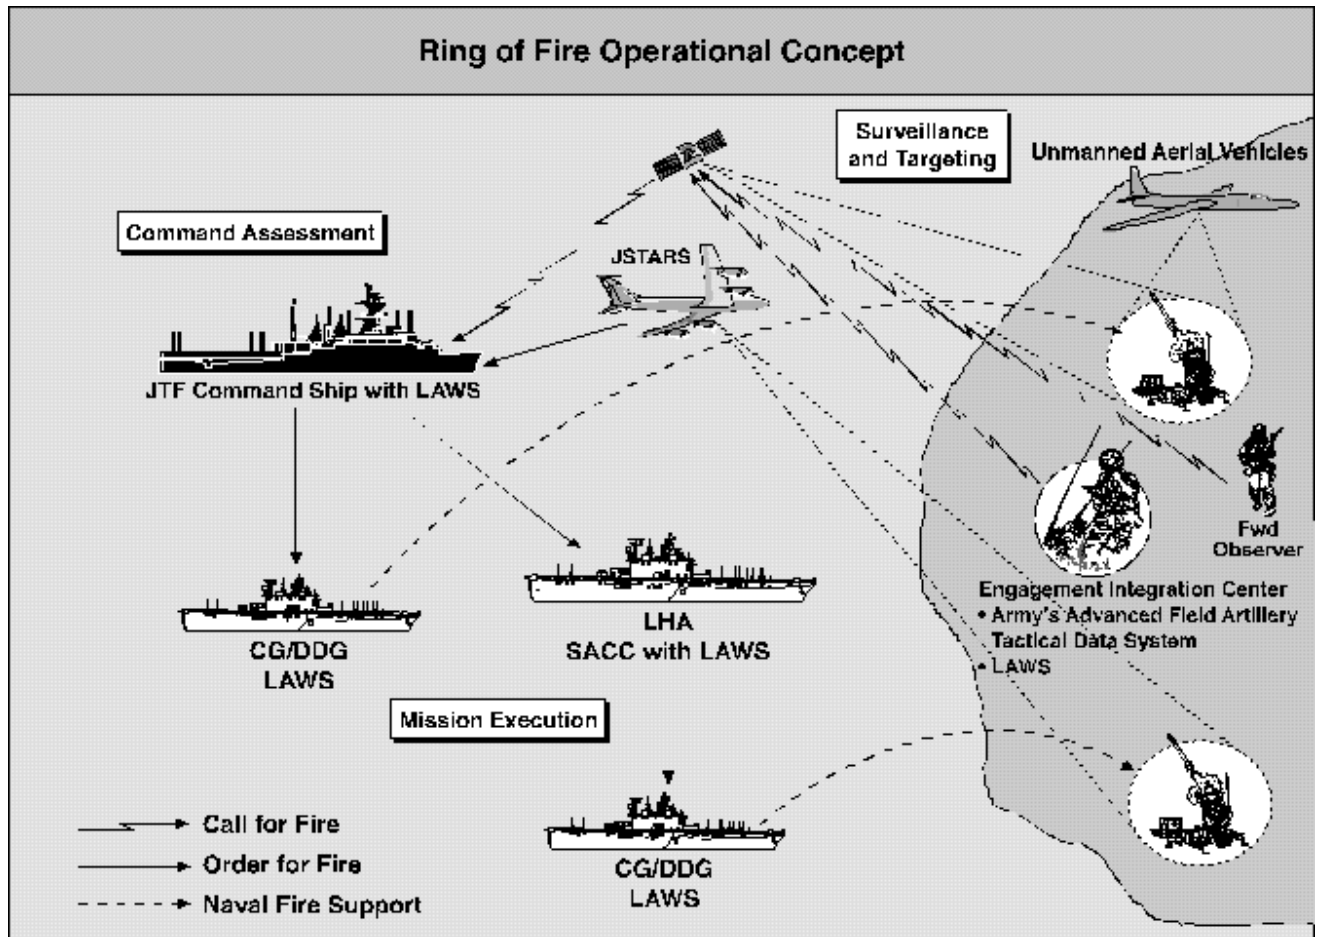 Ring of Fire Operational Concept
Surveillance
and Targeting
Unmanned Aerial Vehicles
Command Assessment
JSTARS
JTF Command Ship with LAWS
Fwd
Observer
Engagement Integration Center
• Army's Advanced Field Artillery
Tactical Data System
• LAWS
CG/DDG
LAWS
LHA
SACC with LAWS
Mission Execution
CG/DDG
LAWS
Call for Fire
Order for Fire
Naval Fire Support